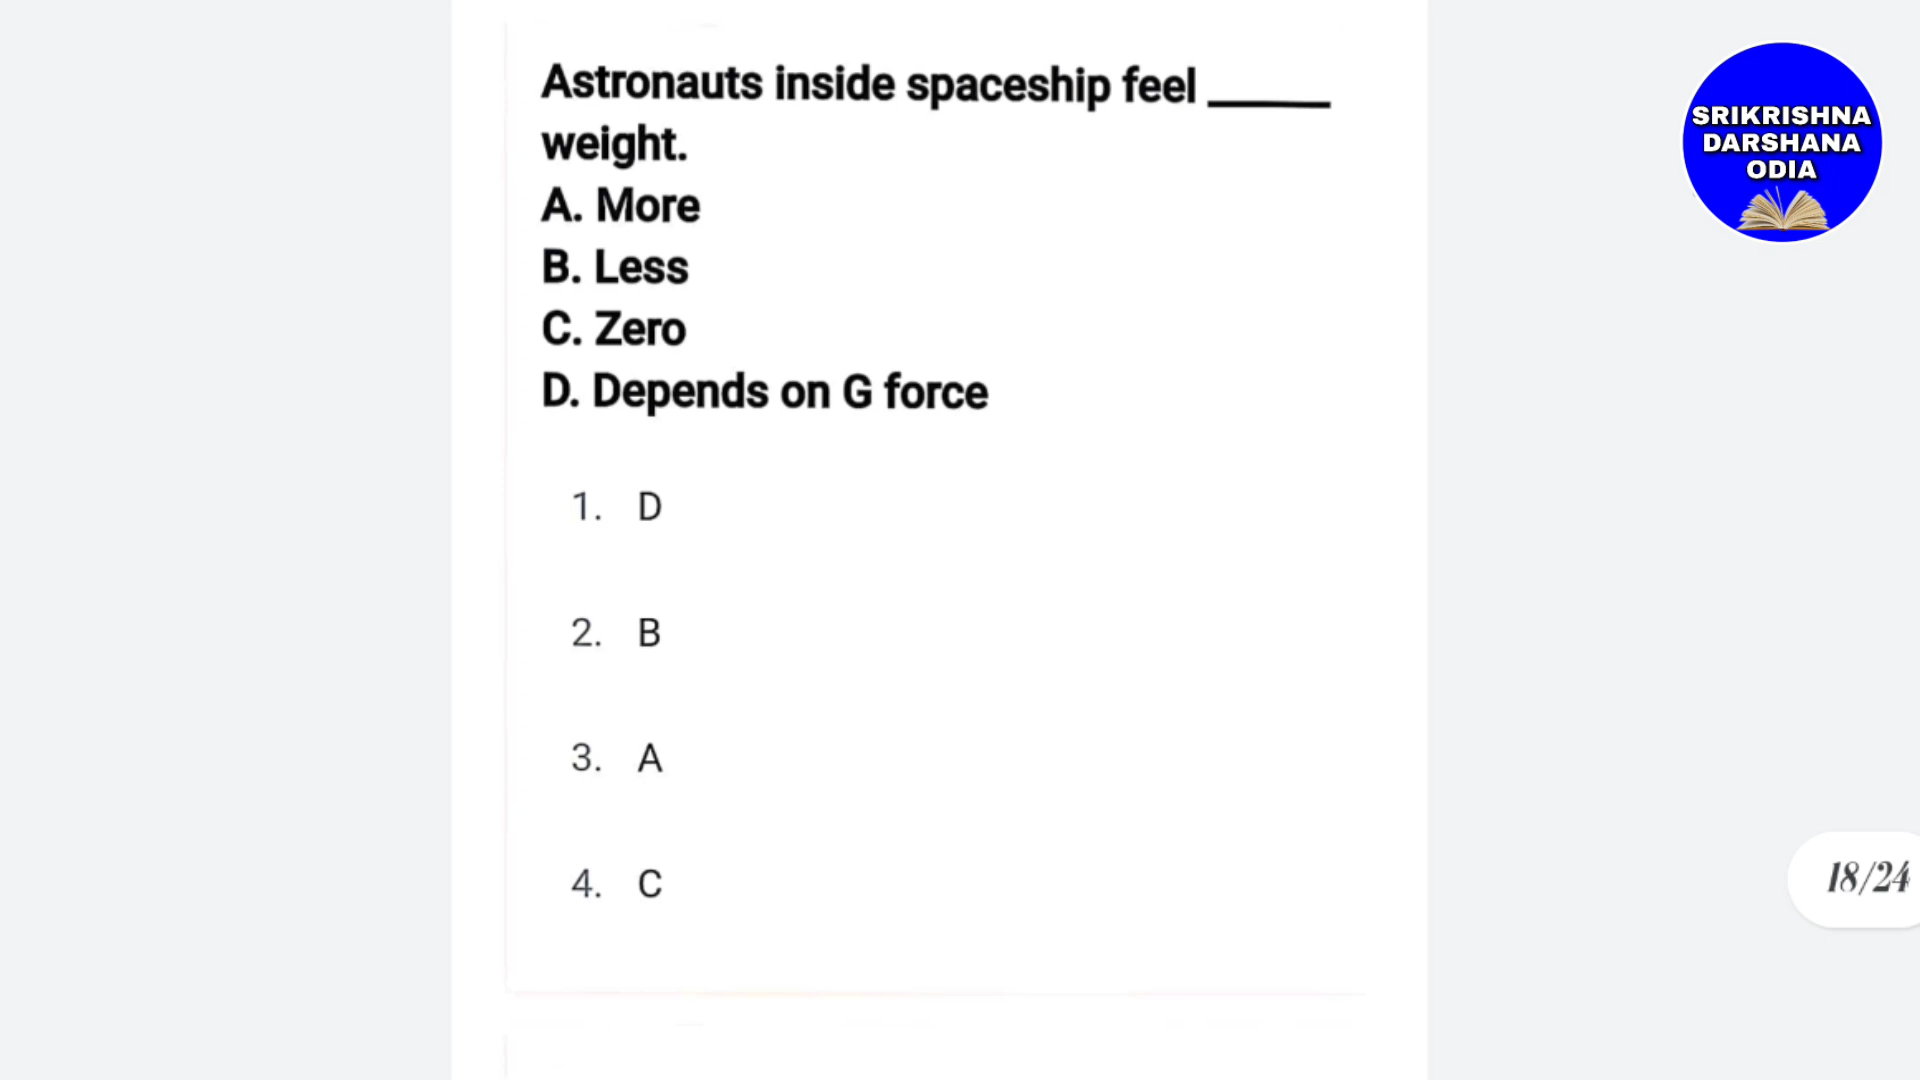 Astronauts inside spaceship feel _____
weight.
A. More
B. Less
C. Zero
D. Depends on G force
1. D
2. B
3. A
4. C
SRIKRISHNA
DARSHANA
ODIA
18/24